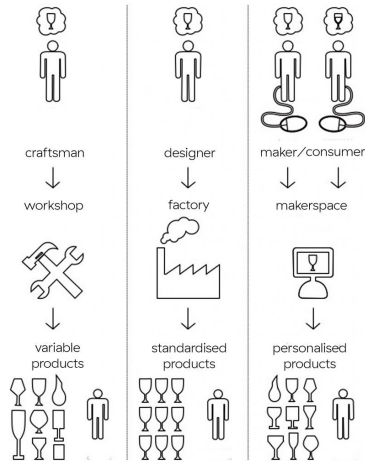 craftsman
designer
maker/consumer
workshop
factory
makerspace
variable
products
standardised
products
personalised
products